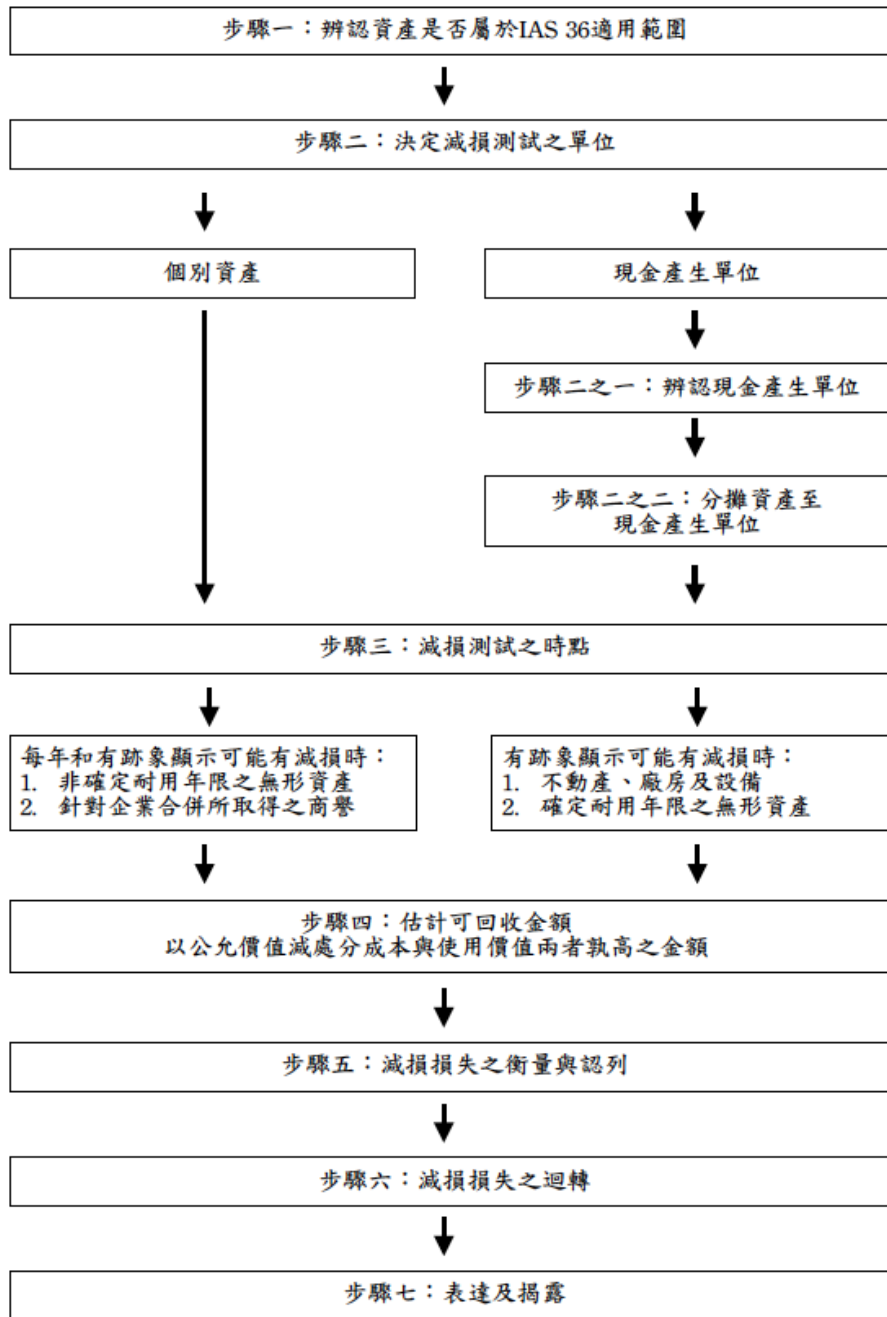 步驟一：辨認資產是否屬於IAS 36適用範圍
步驟二：決定減損測試之單位
個別資產
現金產生單位
步驟二之一：辨認現金產生單位
步驟二之二：分攤資產至
現金產生單位
步驟三：減損測試之時點
每年和有跡象顯示可能有減損時：
1. 非確定耐用年限之無形資產
2. 針對企業合併所取得之商譽
有跡象顯示可能有減損時：
1. 不動產、廠房及設備
2. 確定耐用年限之無形資產
步驟四：估計可回收金額
以公允價值減處分成本與使用價值兩者孰高之金額
步驟五：減損損失之衡量與認列
步驟六：減損損失之迴轉
步驟七：表達及揭露